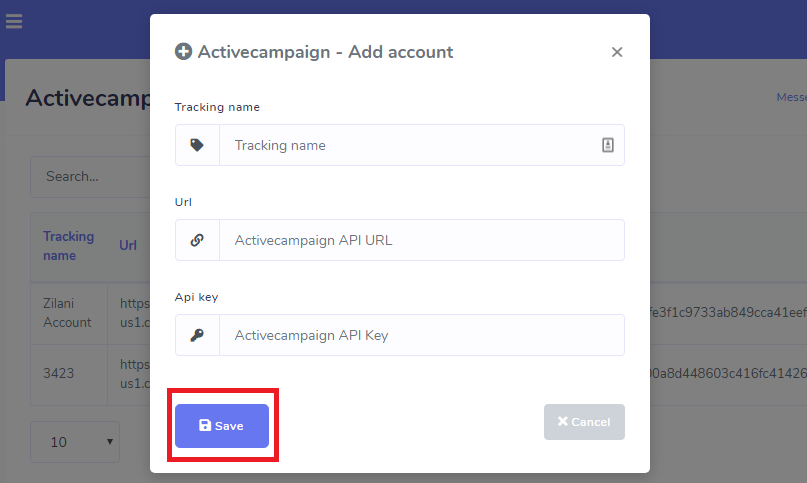 Activecampaign - Add account
×
Activecamp
Messe
Tracking name
Tracking name
Search...
Url
Activecampaign API URL
Tracking
name
Url
Api key
Activecampaign API Key
Zilani
Account
https
us1.c
fe3f1c9733ab849cca41eef
3423
https
us1.c
00a8d448603c416fc41426
Save
Cancel
10